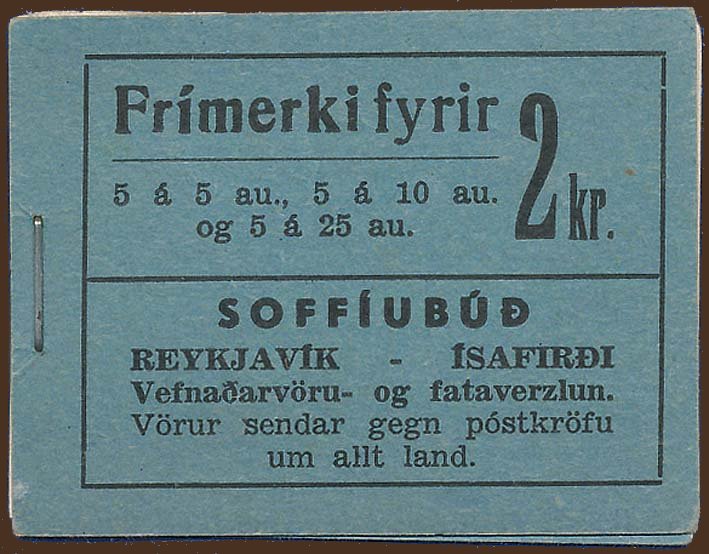 Frímerki fyrir
2 kr.
5 á 5 au., 5 á 10 au.
og 5 á 25 au.
SOFFÍUBÚÐ
REYKJAVÍK - ÍSAFIRÐI
Vefnaðarvöru- og fataverzlun.
Vörur sendar gegn póstkröfu
um allt land.